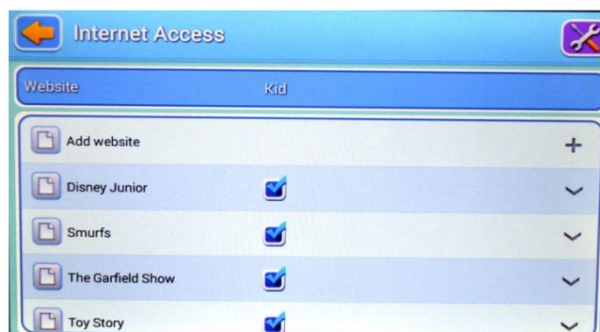 Internet Access
Website Kid
Add website
Disney Junior
Smurfs
The Garfield Show
Toy Story